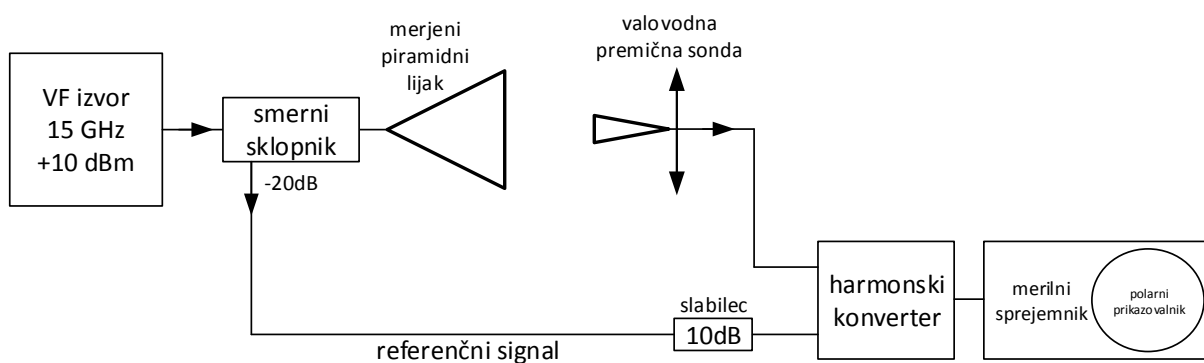 VF izvor
15 GHz
+10 dBm
smerni
sklopnik
-20dB
merjeni
piramidni
lijak
valovodna
premična sonda
referenčni signal
slabilec
10dB
harmonski
konverter
merilni
sprejemnik
polarni
prikazovalnik